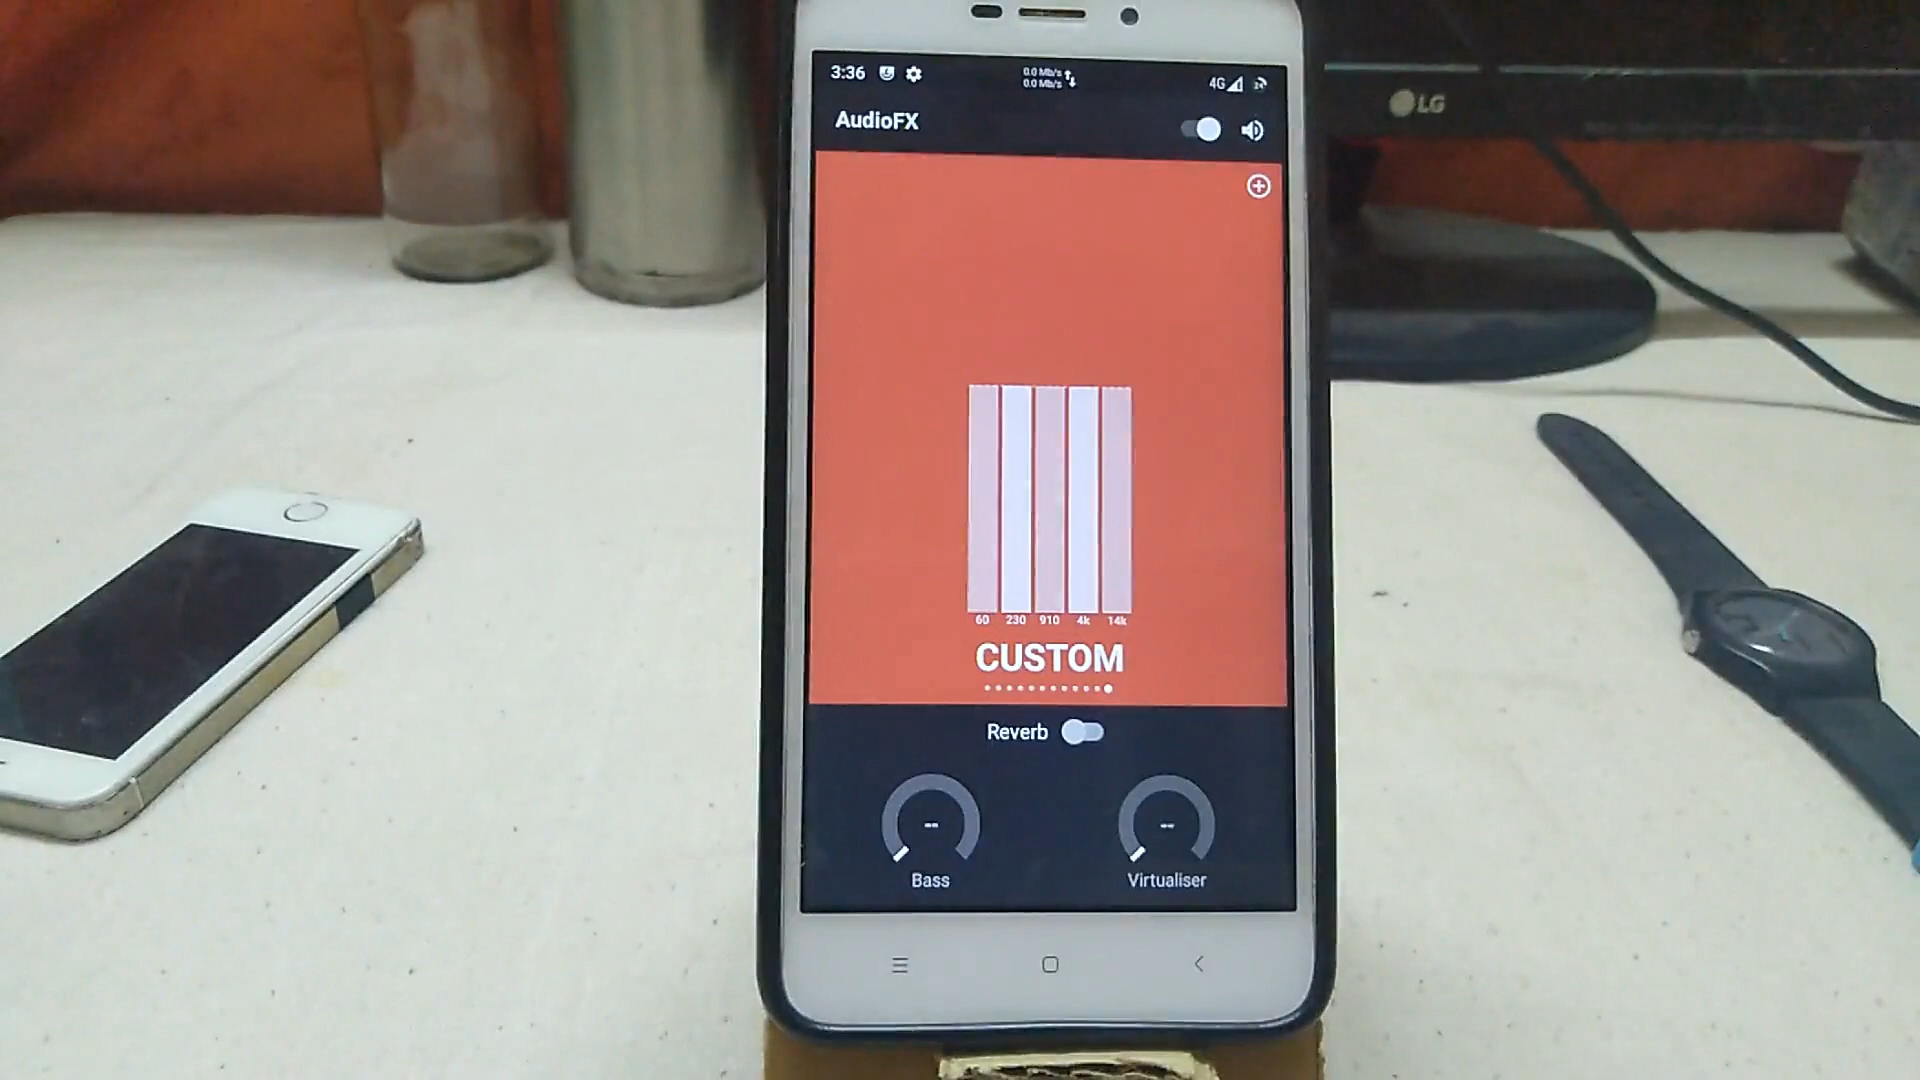 3:36
0.0 Mb/s
0.0 Mb/s
4G
AudioFX
LG
60 230 910 4k 14k
CUSTOM
Reverb
-- --
Bass Virtualiser